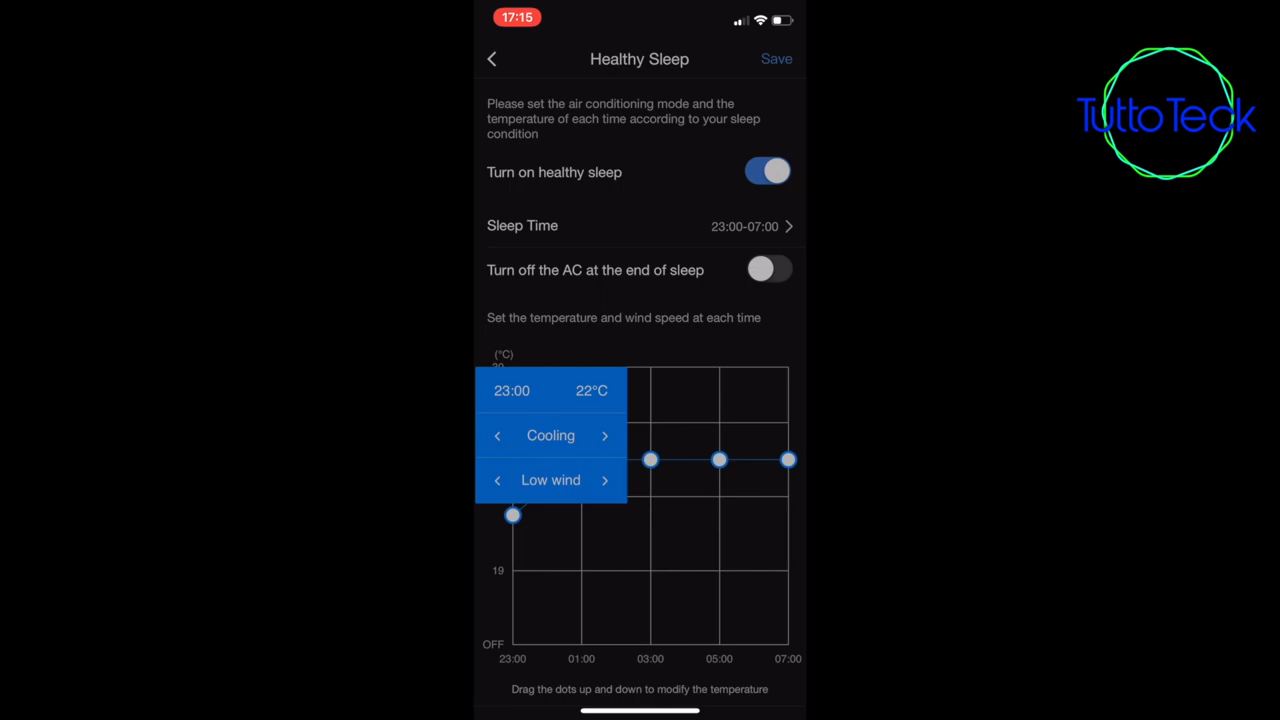 17:15
Healthy Sleep
Save
Please set the air conditioning mode and the
temperature of each time according to your sleep
condition
Turn on healthy sleep
Sleep Time
23:00-07:00
Turn off the AC at the end of sleep
Set the temperature and wind speed at each time
(°C)
23:00 22°C
Cooling
Low wind
19
OFF
23:00 01:00 03:00 05:00 07:00
Drag the dots up and down to modify the temperature
TuttoTeck